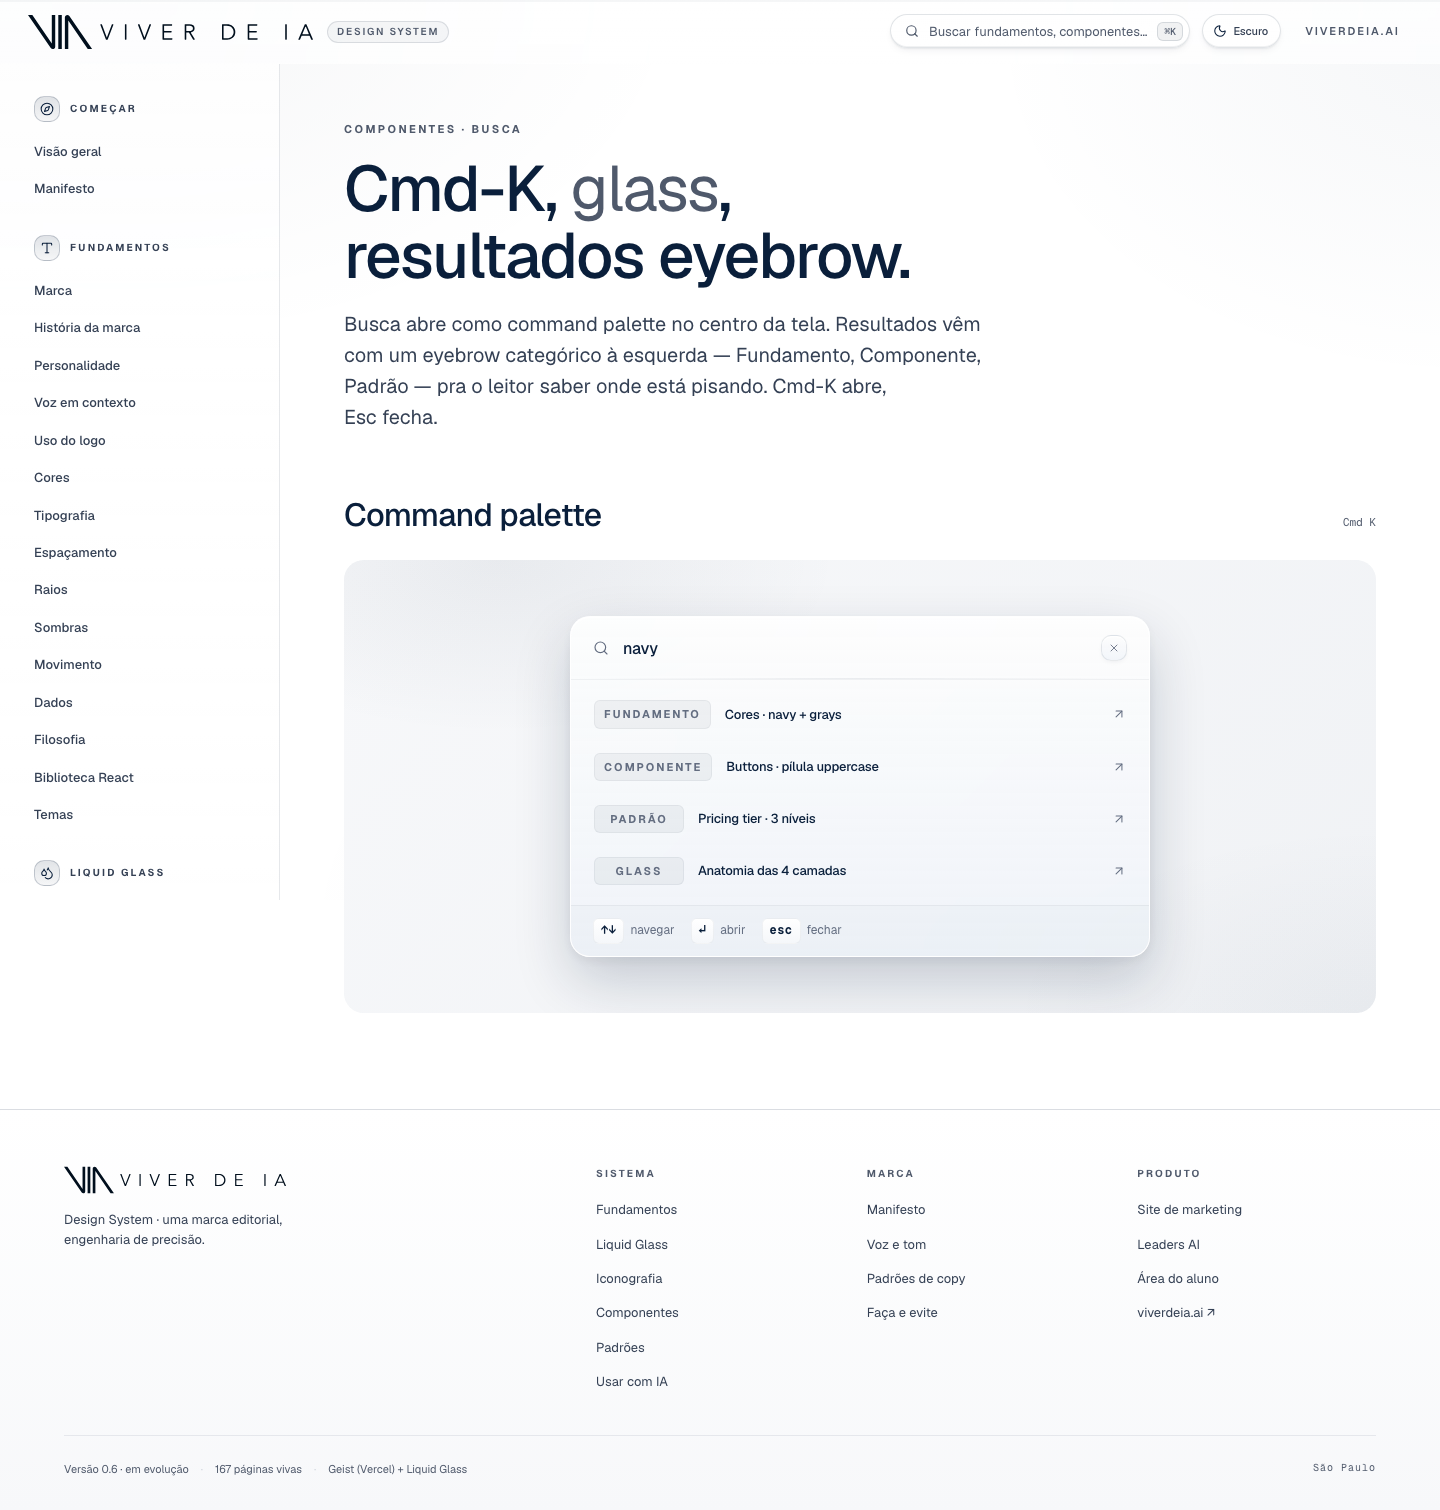 VIVER DE IA
DESIGN SYSTEM
Buscar fundamentos, componentes…
⌘K
Escuro
VIVERDEIA.AI
COMEÇAR
Visão geral
Manifesto
FUNDAMENTOS
Marca
História da marca
Personalidade
Voz em contexto
Uso do logo
Cores
Tipografia
Espaçamento
Raios
Sombras
Movimento
Dados
Filosofia
Biblioteca React
Temas
LIQUID GLASS
COMPONENTES · BUSCA
Cmd-K, glass,
resultados eyebrow.
Busca abre como command palette no centro da tela. Resultados vêm
com um eyebrow categórico à esquerda — Fundamento, Componente,
Padrão — pra o leitor saber onde está pisando. Cmd-K abre,
Esc fecha.
Command palette
Cmd K
navy
FUNDAMENTO Cores · navy + grays
COMPONENTE Buttons · pílula uppercase
PADRÃO Pricing tier · 3 níveis
GLASS Anatomia das 4 camadas
↑↓ navegar ↵ abrir esc fechar
VIVER DE IA
Design System · uma marca editorial,
engenharia de precisão.
SISTEMA
Fundamentos
Liquid Glass
Iconografia
Componentes
Padrões
Usar com IA
MARCA
Manifesto
Voz e tom
Padrões de copy
Faça e evite
PRODUTO
Site de marketing
Leaders AI
Área do aluno
viverdeia.ai ↗
Versão 0.6 · em evolução · 167 páginas vivas · Geist (Vercel) + Liquid Glass
São Paulo